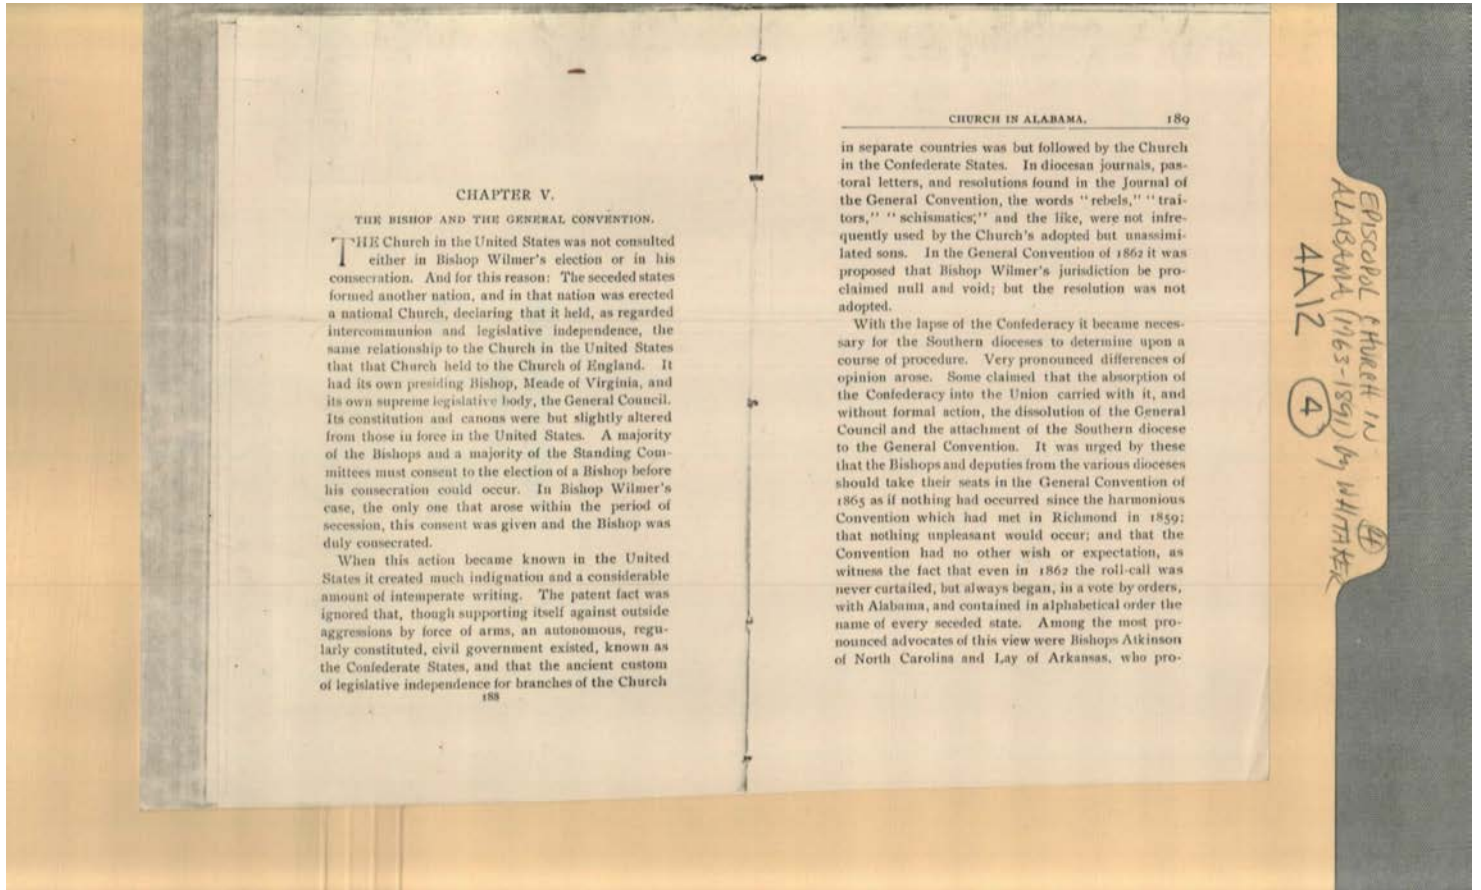 CHAPTER V.
THE BISHOP AND THE GENERAL CONVENTION.
THE Church in the United States was not consulted
either in Bishop Wilmer's election or in his
consecration. And for this reason: The seceded states
formed another nation, and in that nation was erected
a national Church, declaring that it held, as regarded
intercommunion and legislative independence, the
same relationship to the Church in the United States
that that Church held to the Church of England. It
had its own presiding Bishop, Meade of Virginia, and
its own supreme legislative body, the General Council.
Its constitution and canons were but slightly altered
from those in force in the United States. A majority
of the Bishops and a majority of the Standing Com-
mittees must consent to the election of a Bishop before
his consecration could occur. In Bishop Wilmer's
case, the only one that arose within the period of
secession, this consent was given and the Bishop was
duly consecrated.
When this action became known in the United
States it created much indignation and a considerable
amount of intemperate writing. The patent fact was
ignored that, though supporting itself against outside
aggressions by force of arms, an autonomous, regu-
larly constituted, civil government existed, known as
the Confederate States, and that the ancient custom
of legislative independence for branches of the Church
188
CHURCH IN ALABAMA. 189
in separate countries was but followed by the Church
in the Confederate States. In diocesan journals, pas-
toral letters, and resolutions found in the Journal of
the General Convention, the words "rebels," "trai-
tors," "schismatics;" and the like, were not infre-
quently used by the Church's adopted but unassimi-
lated sons. In the General Convention of 1862 it was
proposed that Bishop Wilmer's jurisdiction be pro-
claimed null and void; but the resolution was not
adopted.
With the lapse of the Confederacy it became neces-
sary for the Southern dioceses to determine upon a
course of procedure. Very pronounced differences of
opinion arose. Some claimed that the absorption of
the Confederacy into the Union carried with it, and
without formal action, the dissolution of the General
Council and the attachment of the Southern diocese
to the General Convention. It was urged by these
that the Bishops and deputies from the various dioceses
should take their seats in the General Convention of
1865 as if nothing had occurred since the harmonious
Convention which had met in Richmond in 1859;
that nothing unpleasant would occur; and that the
Convention had no other wish or expectation, as
witness the fact that even in 1862 the roll-call was
never curtailed, but always began, in a vote by orders,
with Alabama, and contained in alphabetical order the
name of every seceded state. Among the most pro-
nounced advocates of this view were Bishops Atkinson
of North Carolina and Lay of Arkansas, who pro-
EPISCOPOL CHURCH IN
ALABAMA (1763-1891) by WHITAKER
4A12 4